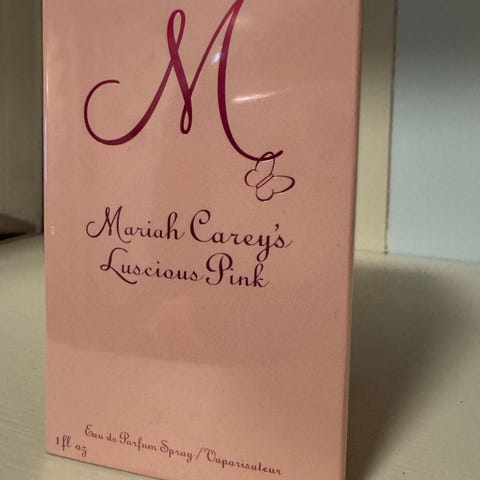 M
Mariah Carey's
Luscious Pink
Eau de Parfum Spray/Vaporisateur
1 fl oz